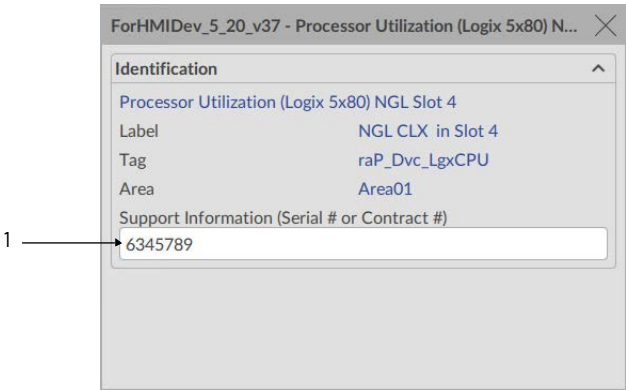 ForHMIDev_5_20_v37 - Processor Utilization (Logix 5x80) N...
Identification
Processor Utilization (Logix 5x80) NGL Slot 4
Label NGL CLX in Slot 4
Tag raP_Dvc_LgxCPU
Area Area01
Support Information (Serial # or Contract #)
1 6345789